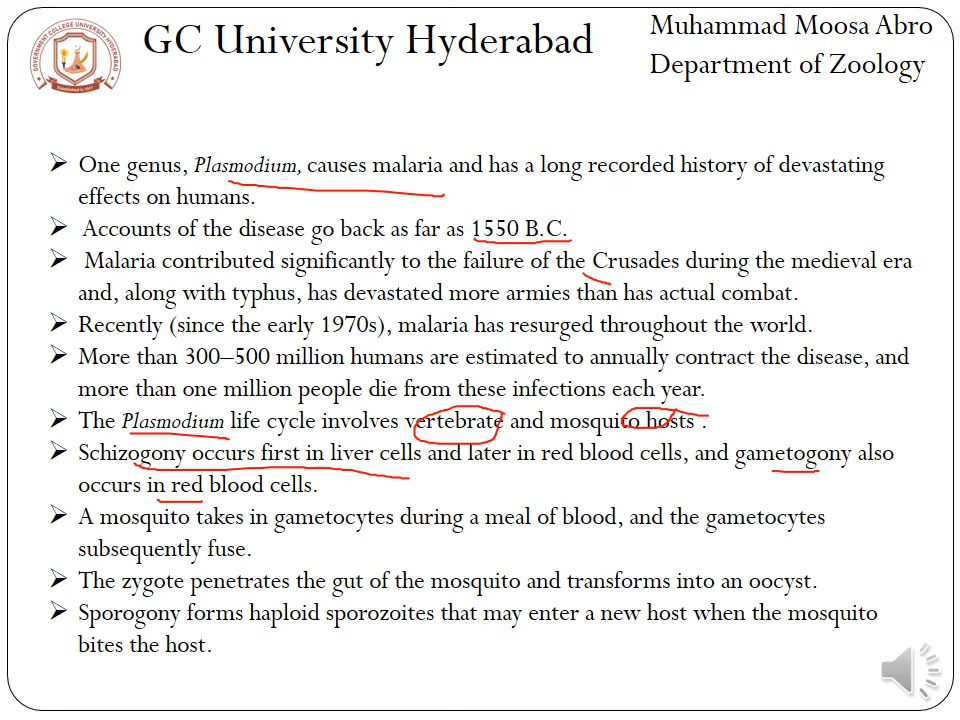 GC University Hyderabad
Muhammad Moosa Abro
Department of Zoology
GOVERNMENT COLLEGE UNIVERSITY HYDERABAD
Established in 1917
➢ One genus, Plasmodium, causes malaria and has a long recorded history of devastating
effects on humans.
➢ Accounts of the disease go back as far as 1550 B.C.
➢ Malaria contributed significantly to the failure of the Crusades during the medieval era
and, along with typhus, has devastated more armies than has actual combat.
➢ Recently (since the early 1970s), malaria has resurged throughout the world.
➢ More than 300–500 million humans are estimated to annually contract the disease, and
more than one million people die from these infections each year.
➢ The Plasmodium life cycle involves vertebrate and mosquito hosts .
➢ Schizogony occurs first in liver cells and later in red blood cells, and gametogony also
occurs in red blood cells.
➢ A mosquito takes in gametocytes during a meal of blood, and the gametocytes
subsequently fuse.
➢ The zygote penetrates the gut of the mosquito and transforms into an oocyst.
➢ Sporogony forms haploid sporozoites that may enter a new host when the mosquito
bites the host.